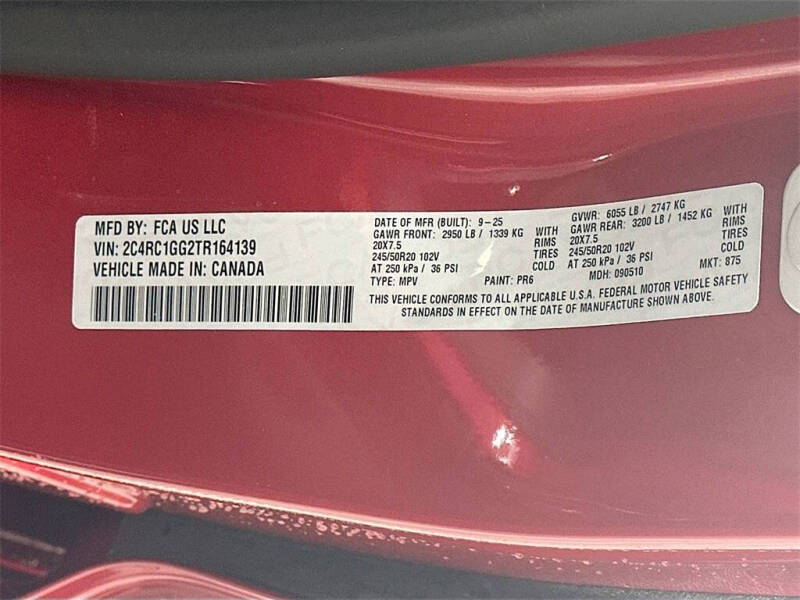 MFD BY: FCA US LLC
VIN: 2C4RC1GG2TR164139
VEHICLE MADE IN: CANADA
DATE OF MFR (BUILT): 9-25
GAWR FRONT: 2950 LB / 1339 KG WITH
20X7.5 RIMS
245/50R20 102V TIRES
AT 250 kPa / 36 PSI COLD
TYPE: MPV PAINT: PR6
GVWR: 6055 LB / 2747 KG
GAWR REAR: 3200 LB / 1452 KG WITH
20X7.5 RIMS
245/50R20 102V TIRES
AT 250 kPa / 36 PSI COLD
MDH: 090510 MKT: 875
THIS VEHICLE CONFORMS TO ALL APPLICABLE U.S.A. FEDERAL MOTOR VEHICLE SAFETY
STANDARDS IN EFFECT ON THE DATE OF MANUFACTURE SHOWN ABOVE.